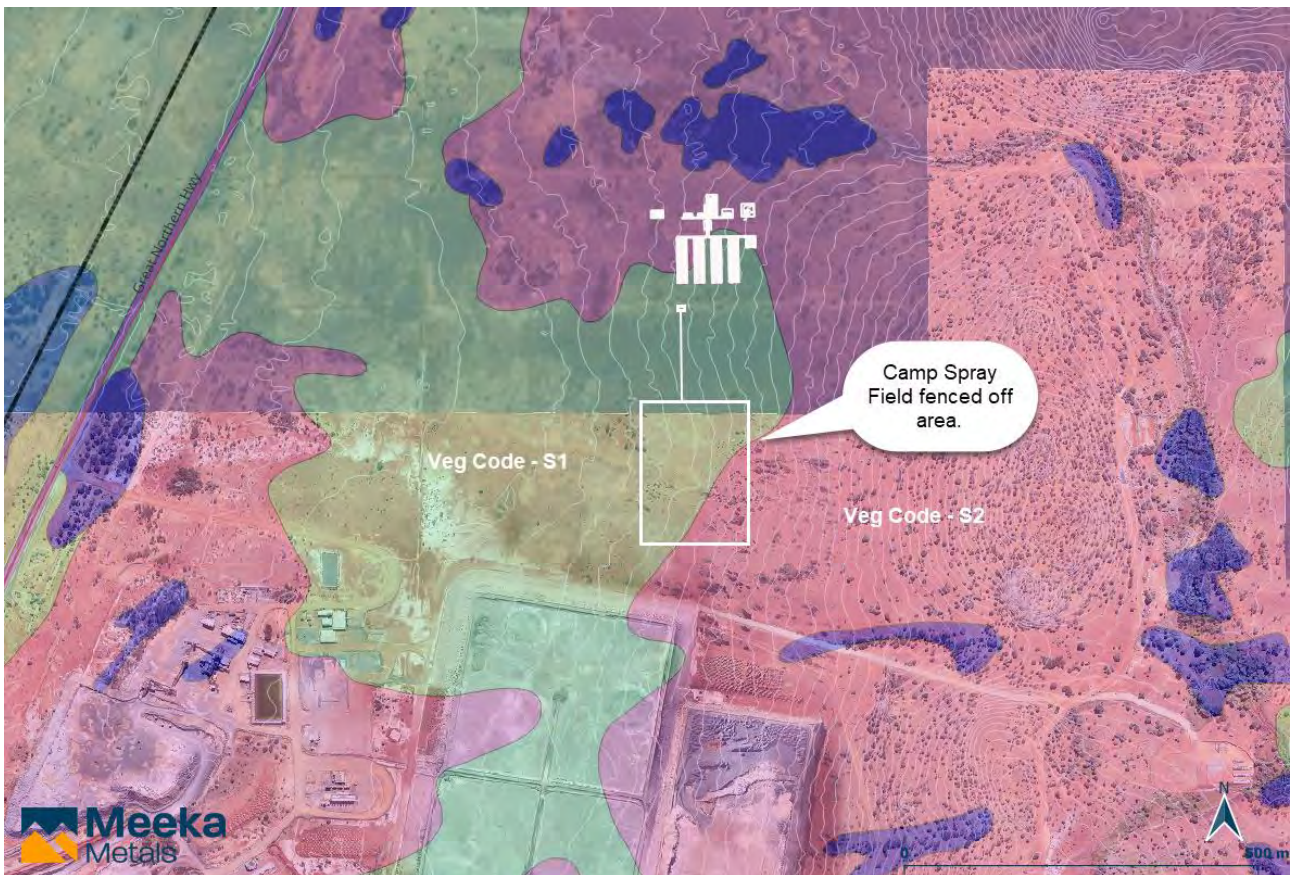 Great Northern Hwy
Camp Spray
Field fenced off
area.
Veg Code - S1
Veg Code - S2
Meeka
Metals
N
0
500 m